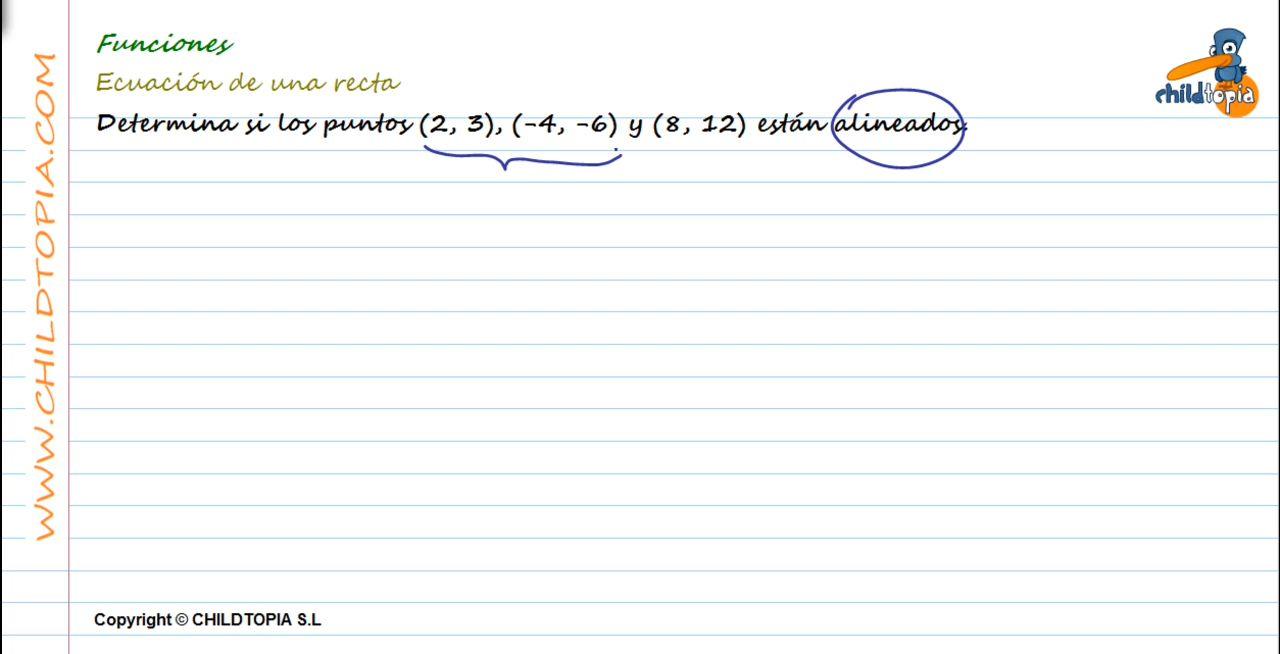 Funciones
Ecuación de una recta
Determina si los puntos (2, 3), (-4, -6) y (8, 12) están alineados.
childtopia
WWW.CHILDTOPIA.COM
Copyright © CHILDTOPIA S.L